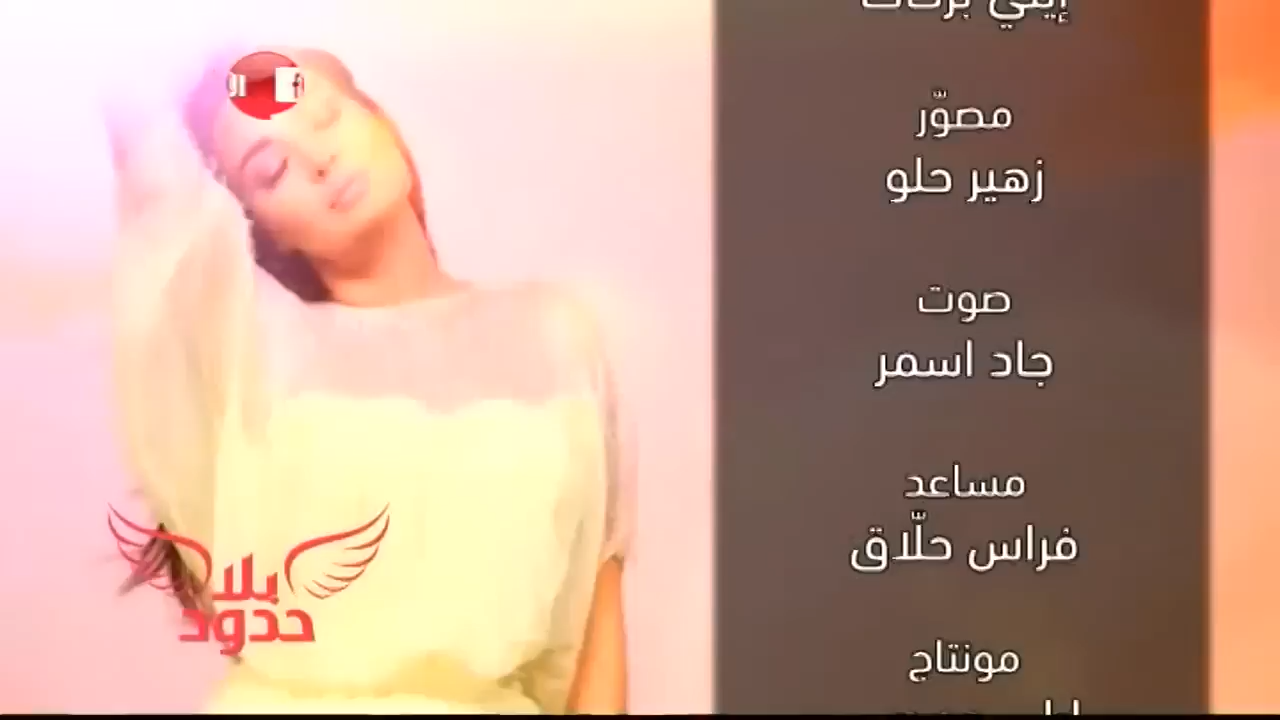 مصوّر
زهير حلو
صوت
جاد اسمر
مساعد
فراس حلّاق
مونتاج
بلا
حدود